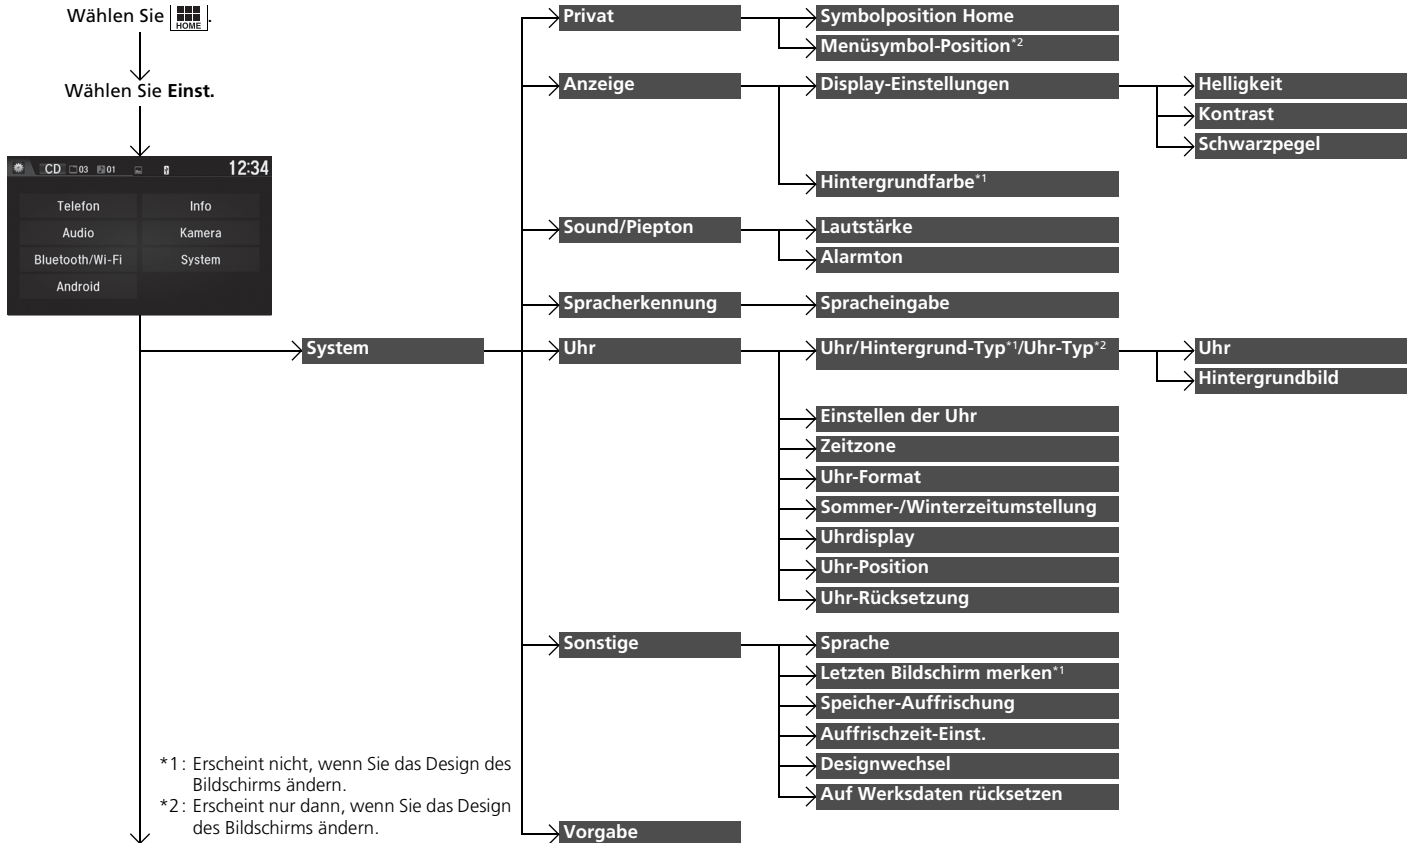 Wählen Sie HOME.
Wählen Sie Einst.
CD 03 01 12:34
Telefon Info
Audio Kamera
Bluetooth/Wi-Fi System
Android
System
Privat
Symbolposition Home
Menüsymbol-Position*2
Anzeige
Display-Einstellungen
Helligkeit
Kontrast
Schwarzpegel
Hintergrundfarbe*1
Sound/Piepton
Lautstärke
Alarmton
Spracherkennung
Spracheingabe
Uhr
Uhr/Hintergrund-Typ*1/Uhr-Typ*2
Uhr
Hintergrundbild
Einstellen der Uhr
Zeitzone
Uhr-Format
Sommer-/Winterzeitumstellung
Uhrdisplay
Uhr-Position
Uhr-Rücksetzung
Sonstige
Sprache
Letzten Bildschirm merken*1
Speicher-Auffrischung
Auffrischzeit-Einst.
Designwechsel
Auf Werksdaten rücksetzen
Vorgabe
*1: Erscheint nicht, wenn Sie das Design des
Bildschirms ändern.
*2: Erscheint nur dann, wenn Sie das Design
des Bildschirms ändern.